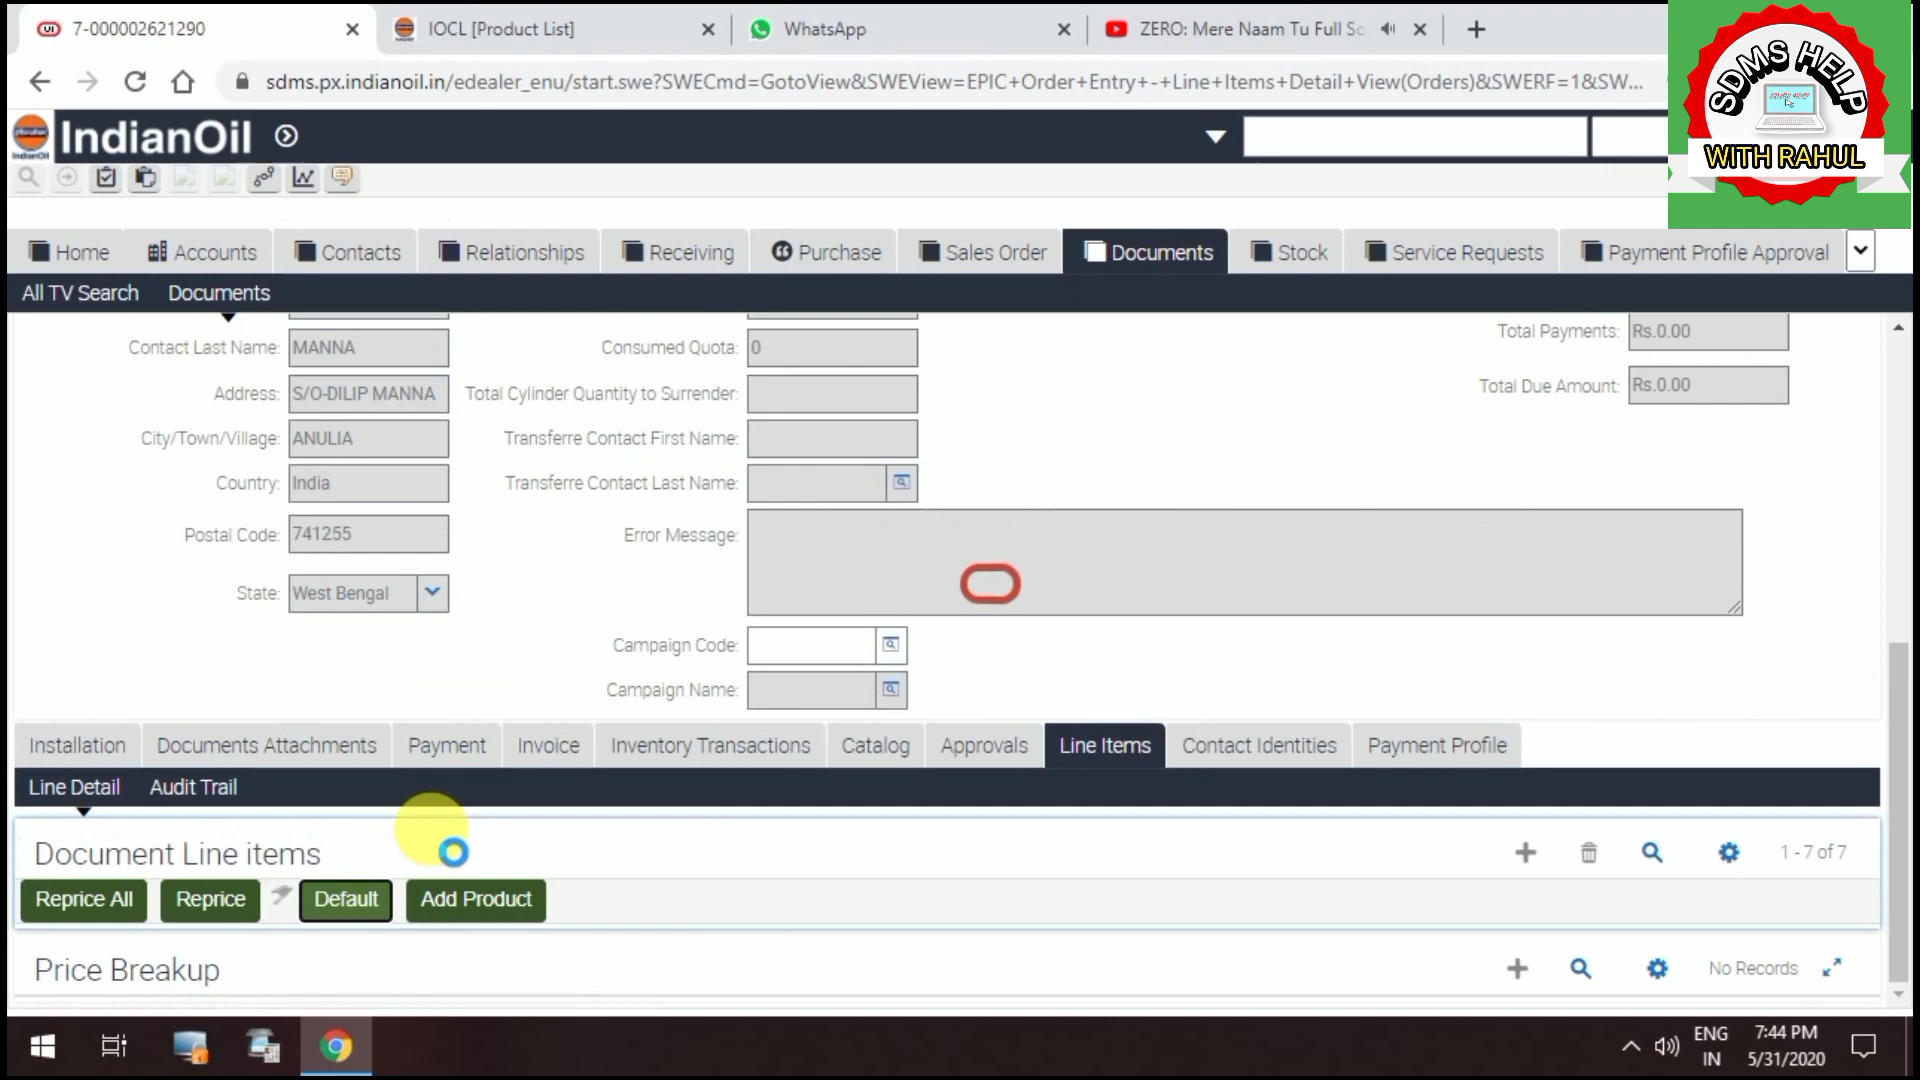 7-000002621290
IOCL [Product List]
WhatsApp
ZERO: Mere Naam Tu Full So
sdms.px.indianoil.in/edealer_enu/start.swe?SWECmd=GotoView&SWEView=EPIC+Order+Entry+-+Line+Items+Detail+View(Orders)&SWERF=1&SW...
SDMS HELP
WITH RAHUL
IndianOil
Home
Accounts
Contacts
Relationships
Receiving
Purchase
Sales Order
Documents
Stock
Service Requests
Payment Profile Approval
All TV Search
Documents
Contact Last Name: MANNA
Consumed Quota: 0
Total Payments: Rs.0.00
Address: S/O-DILIP MANNA
Total Cylinder Quantity to Surrender:
Total Due Amount: Rs.0.00
City/Town/Village: ANULIA
Transferre Contact First Name:
Country: India
Transferre Contact Last Name:
Postal Code: 741255
Error Message:
State: West Bengal
Campaign Code:
Campaign Name:
Installation
Documents Attachments
Payment
Invoice
Inventory Transactions
Catalog
Approvals
Line Items
Contact Identities
Payment Profile
Line Detail
Audit Trail
Document Line items
1 - 7 of 7
Reprice All
Reprice
Default
Add Product
Price Breakup
No Records
ENG
IN
7:44 PM
5/31/2020